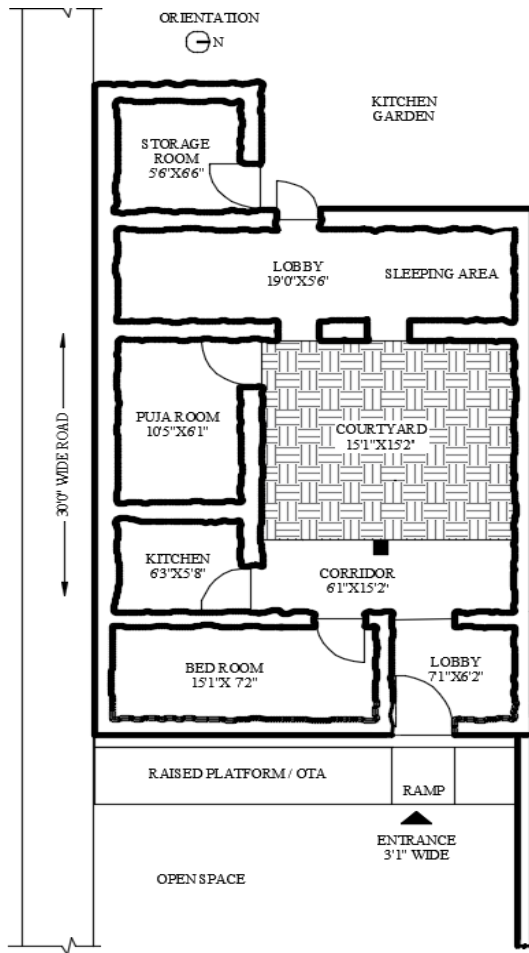 ORIENTATION
N
KITCHEN
GARDEN
STORAGE
ROOM
5'6"X6'6"
LOBBY
19'0"X5'6"
SLEEPING AREA
30'0" WIDE ROAD
PUJA ROOM
10'5"X6'1"
COURTYARD
15'1"X15'2"
KITCHEN
6'3"X5'8"
CORRIDOR
6'1"X15'2"
BED ROOM
15'1"X 7'2"
LOBBY
7'1"X6'2"
RAISED PLATFORM / OTA
RAMP
ENTRANCE
3'1" WIDE
OPEN SPACE